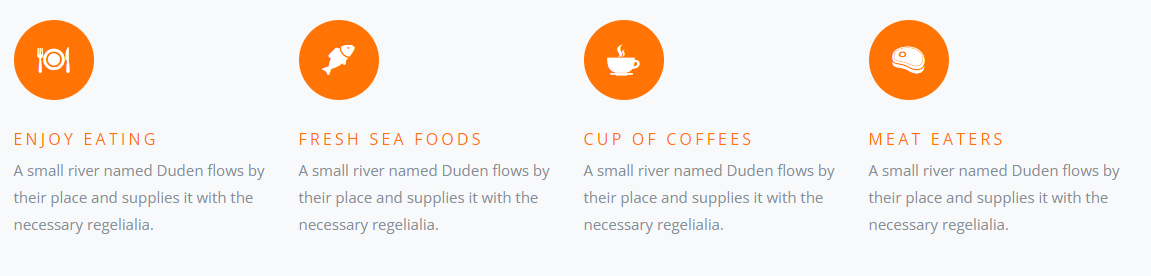 ENJOY EATING
A small river named Duden flows by
their place and supplies it with the
necessary regelialia.
FRESH SEA FOODS
A small river named Duden flows by
their place and supplies it with the
necessary regelialia.
CUP OF COFFEES
A small river named Duden flows by
their place and supplies it with the
necessary regelialia.
MEAT EATERS
A small river named Duden flows by
their place and supplies it with the
necessary regelialia.